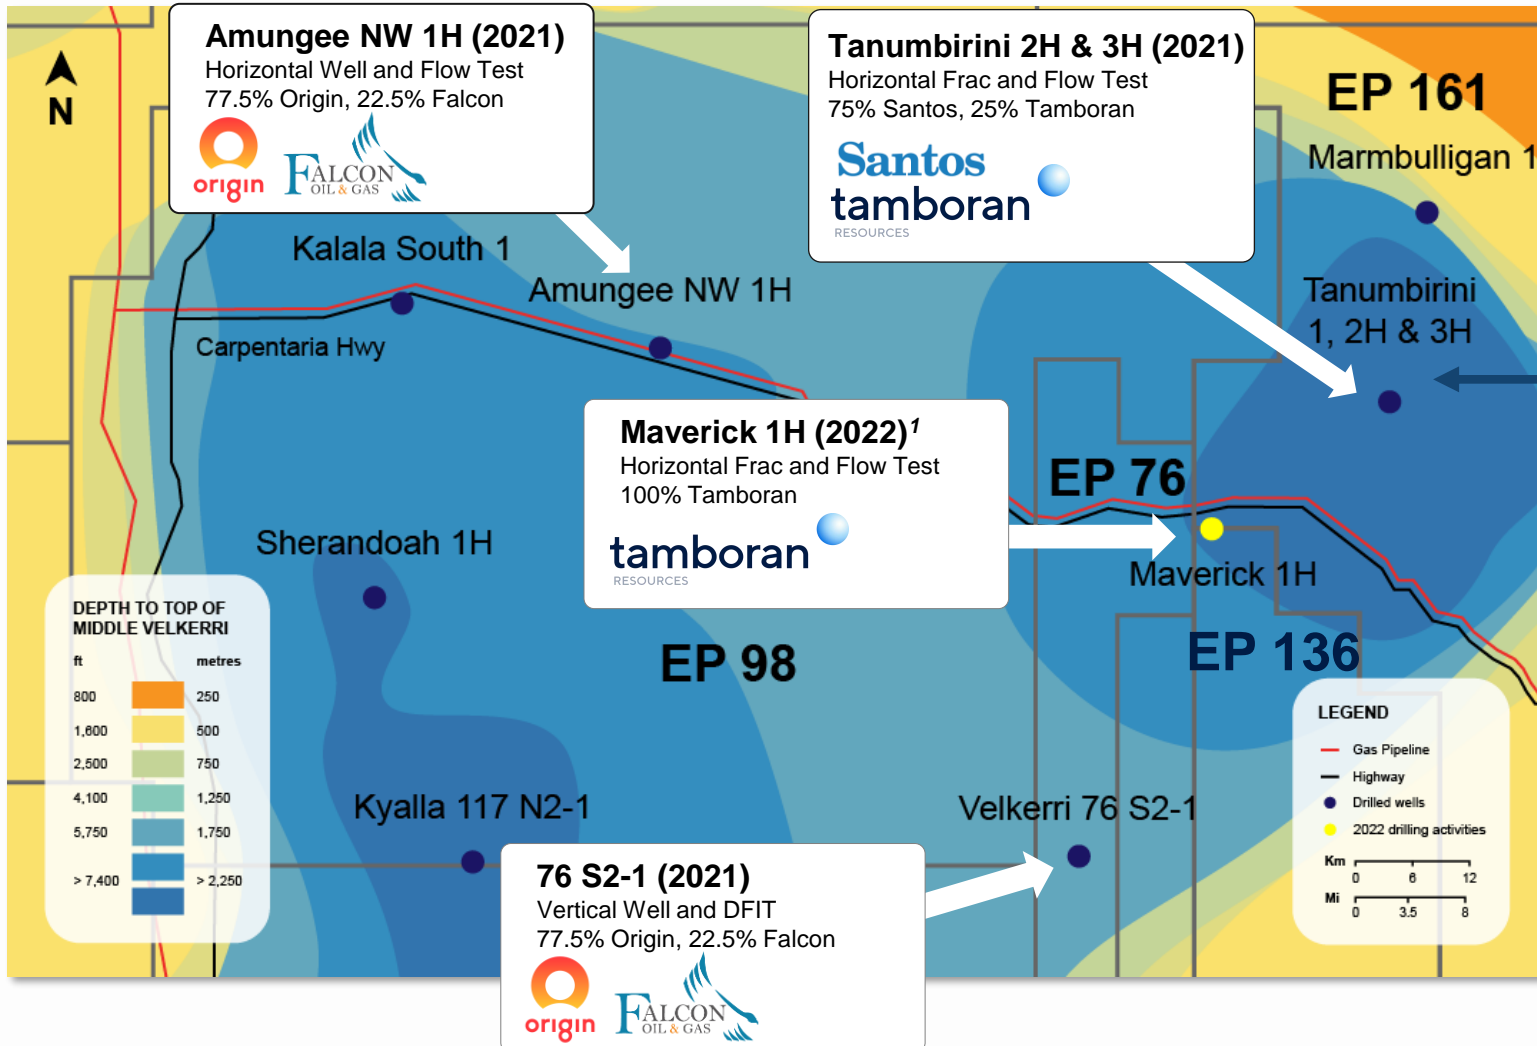 Amungee NW 1H (2021)
Horizontal Well and Flow Test
77.5% Origin, 22.5% Falcon
origin
FALCON
OIL & GAS
Tanumbirini 2H & 3H (2021)
Horizontal Frac and Flow Test
75% Santos, 25% Tamboran
Santos
tamboran
RESOURCES
N
EP 161
Marmbulligan 1
Kalala South 1
Amungee NW 1H
Carpentaria Hwy
Tanumbirini
1, 2H & 3H
Maverick 1H (2022)¹
Horizontal Frac and Flow Test
100% Tamboran
tamboran
RESOURCES
EP 76
Maverick 1H
EP 136
Sherandoah 1H
EP 98
DEPTH TO TOP OF
MIDDLE VELKERRI
ft metres
800 250
1,600 500
2,500 750
4,100 1,250
5,750 1,750
> 7,400 > 2,250
Kyalla 117 N2-1
Velkerri 76 S2-1
LEGEND
Gas Pipeline
Highway
Drilled wells
2022 drilling activities
Km
0 6 12
Mi
0 3.5 8
76 S2-1 (2021)
Vertical Well and DFIT
77.5% Origin, 22.5% Falcon
origin
FALCON
OIL & GAS